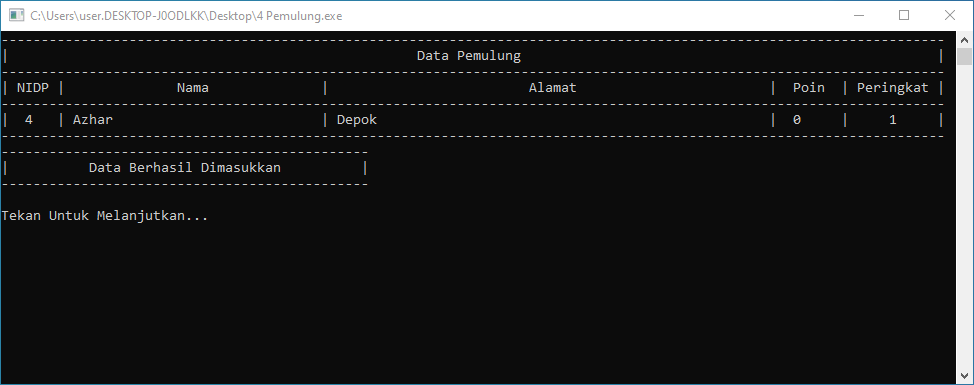 C:\Users\user.DESKTOP-J0ODLKK\Desktop\4 Pemulung.exe
Data Pemulung
| NIDP | Nama | Alamat | Poin | Peringkat |
| 4 | Azhar | Depok | 0 | 1 |
| Data Berhasil Dimasukkan |
Tekan Untuk Melanjutkan...